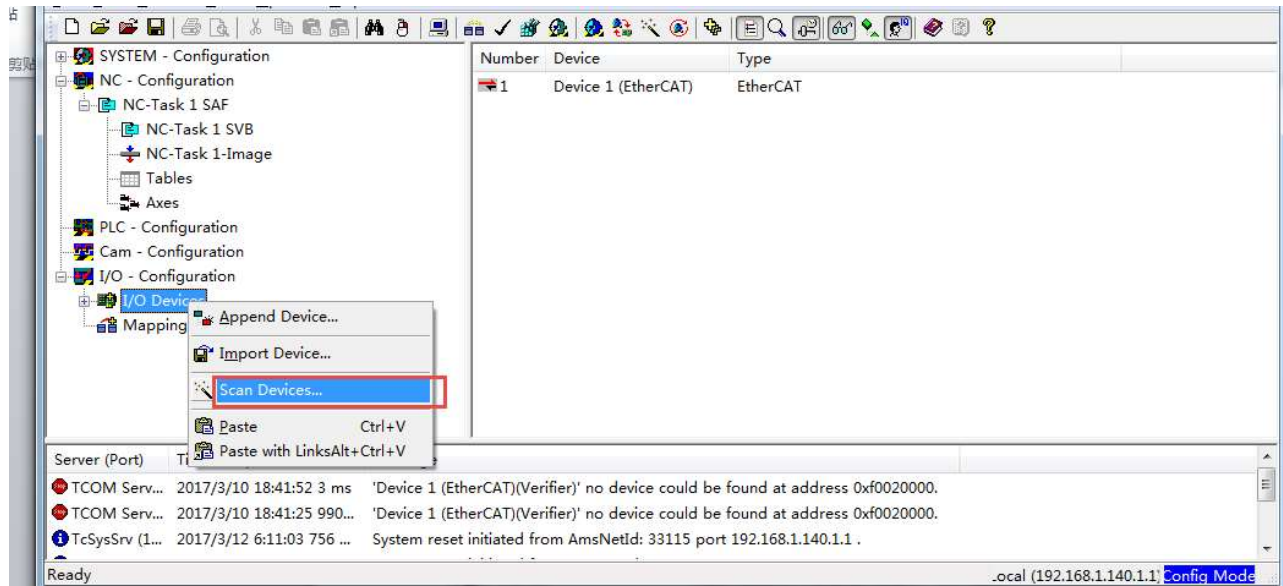 站
剪贴
SYSTEM - Configuration
NC - Configuration
NC-Task 1 SAF
NC-Task 1 SVB
NC-Task 1-Image
Tables
Axes
PLC - Configuration
Cam - Configuration
I/O - Configuration
I/O Devices
Mapping
Number Device Type
1 Device 1 (EtherCAT) EtherCAT
Append Device...
Import Device...
Scan Devices...
Paste Ctrl+V
Paste with LinksAlt+Ctrl+V
Server (Port)
TCOM Serv... 2017/3/10 18:41:52 3 ms 'Device 1 (EtherCAT)(Verifier)' no device could be found at address 0xf0020000.
TCOM Serv... 2017/3/10 18:41:25 990... 'Device 1 (EtherCAT)(Verifier)' no device could be found at address 0xf0020000.
TcSysSrv (1... 2017/3/12 6:11:03 756 ... System reset initiated from AmsNetId: 33115 port 192.168.1.140.1.1 .
Ready
ocal (192.168.1.140.1.1) Config Mode